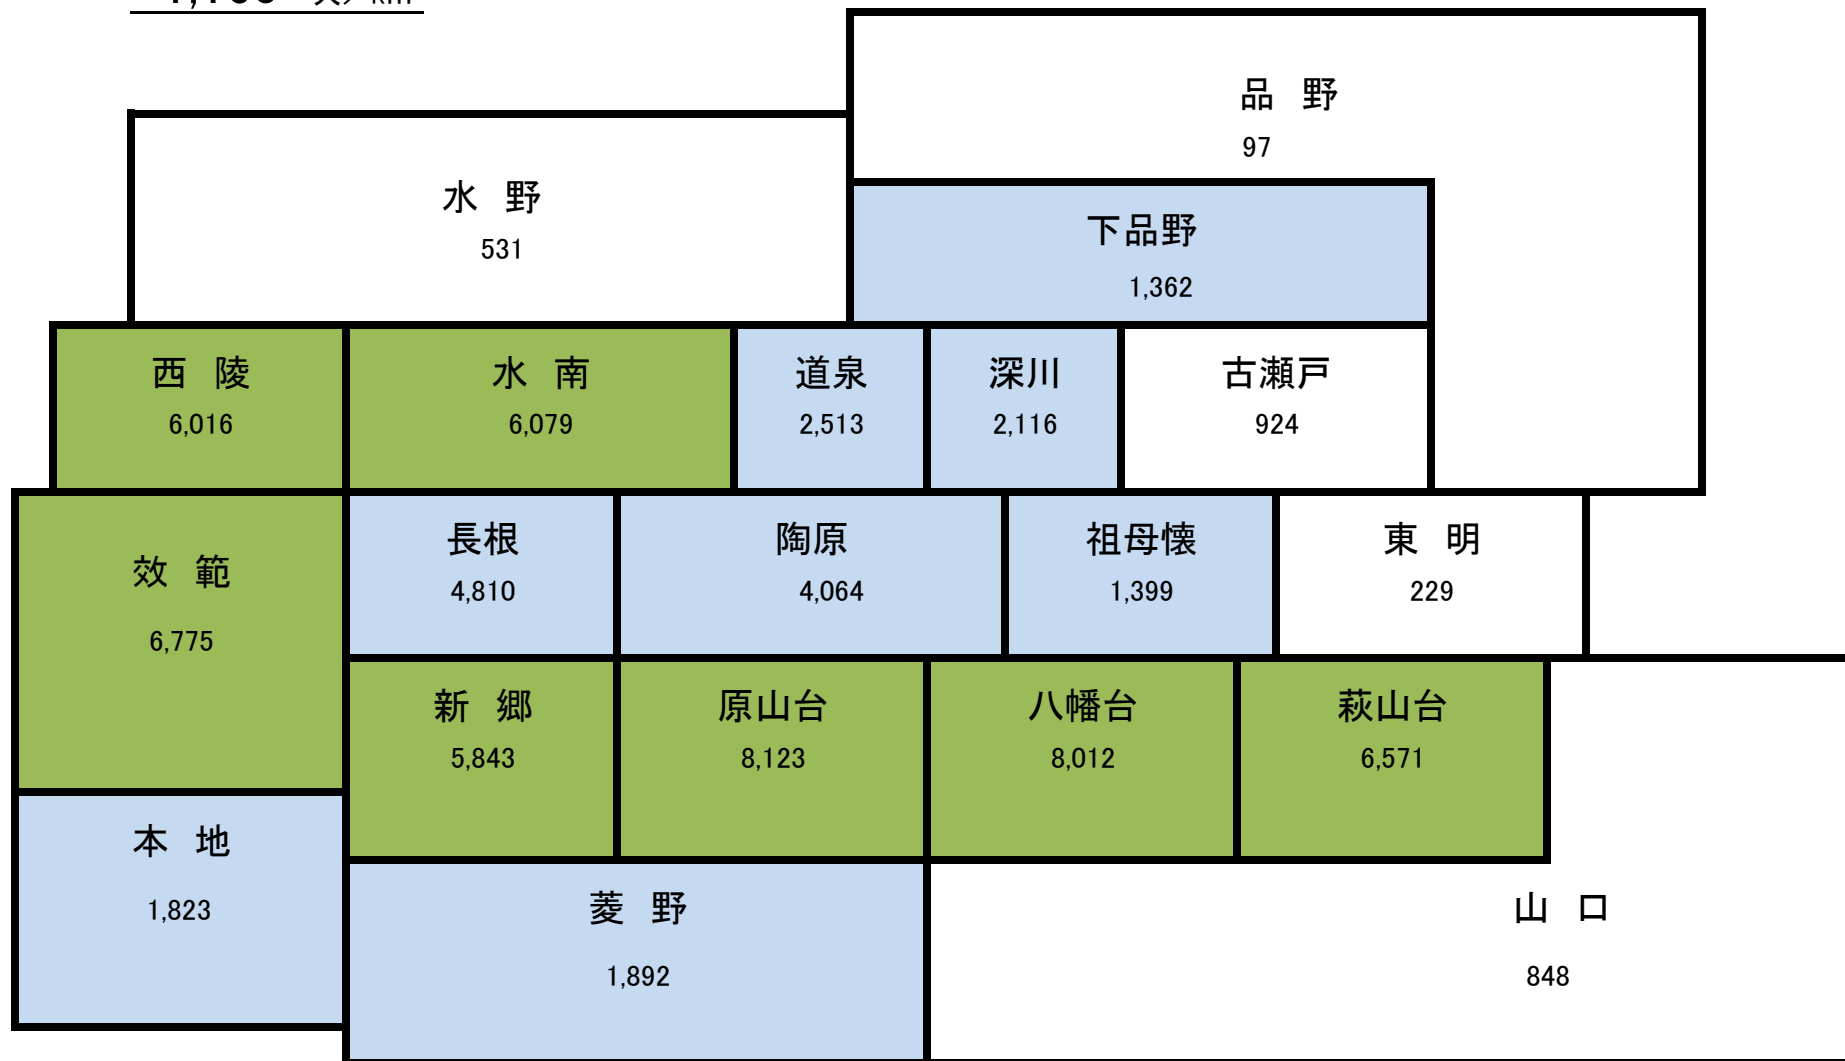 品 野
97
水 野
531
下品野
1,362
西 陵
6,016
水 南
6,079
道泉
2,513
深川
2,116
古瀬戸
924
効 範
6,775
長根
4,810
陶原
4,064
祖母懐
1,399
東 明
229
新 郷
5,843
原山台
8,123
八幡台
8,012
萩山台
6,571
本 地
1,823
菱 野
1,892
山 口
848